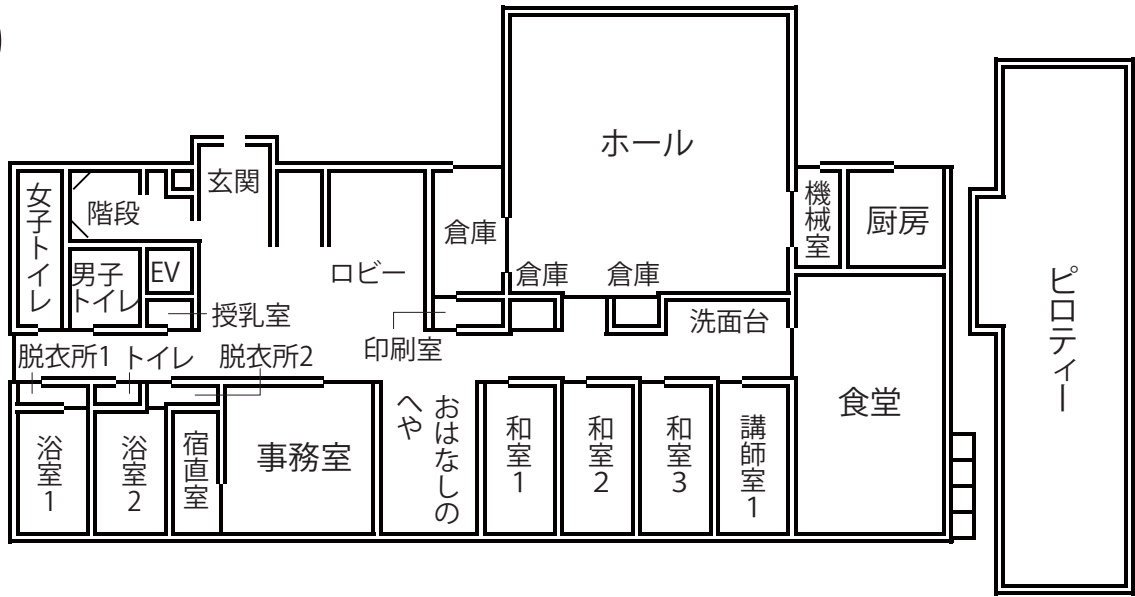 )
ホール
玄関
女子トイレ
階段
機械室
厨房
倉庫
男子
トイレ
EV
ロビー
倉庫
倉庫
ピロティー
授乳室
洗面台
印刷室
脱衣所1
トイレ
脱衣所2
食堂
浴室1
浴室2
宿直室
事務室
おはなしの
へや
和室1
和室2
和室3
講師室1